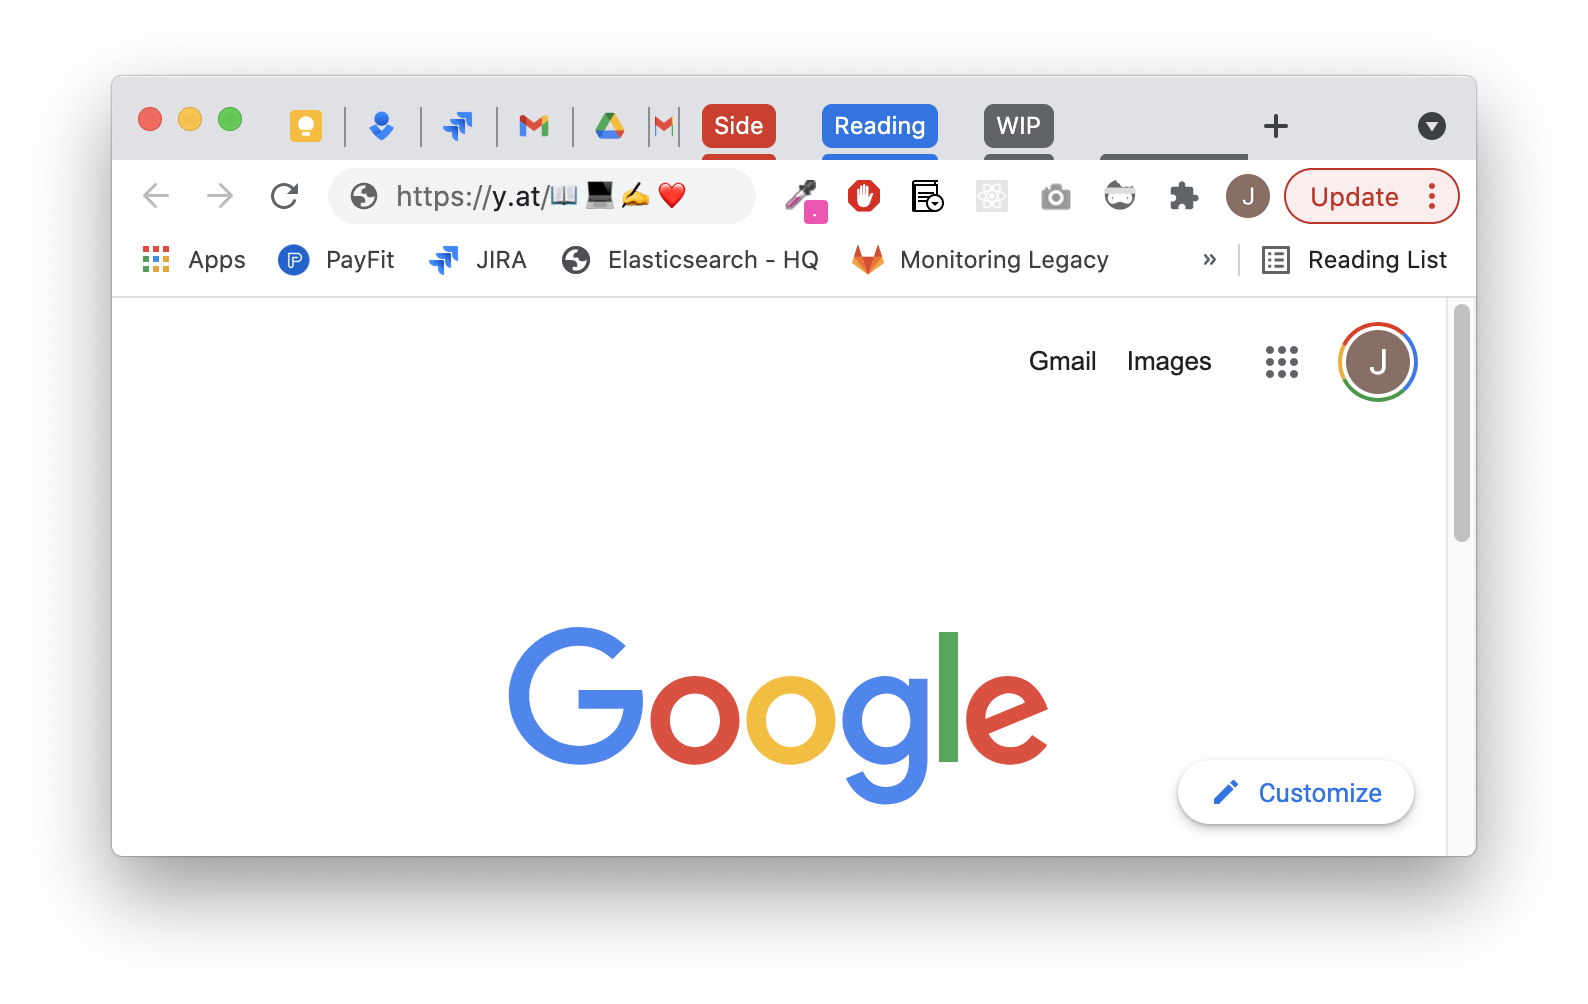 Side Reading WIP
https://y.at/📖💻✍️❤️ J Update
Apps PayFit JIRA Elasticsearch - HQ Monitoring Legacy » Reading List
Gmail Images J
Google
Customize